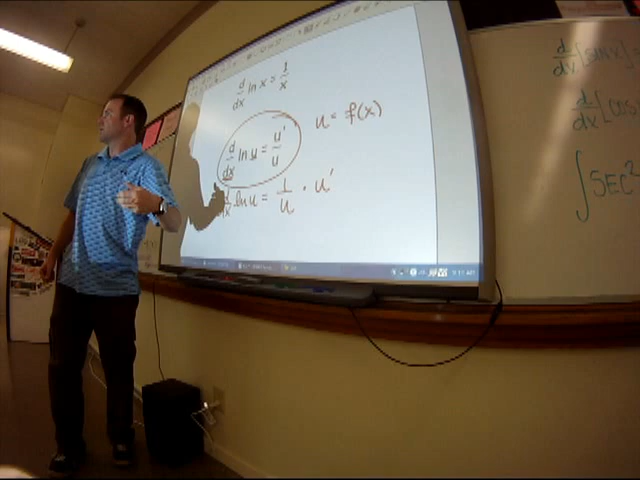 d/dx ln x = 1/x
d/dx ln u = u'/u
u = f(x)
d/dx ln u = 1/u · u'
d/dx [sin x]
d/dx [cos
∫ SEC²